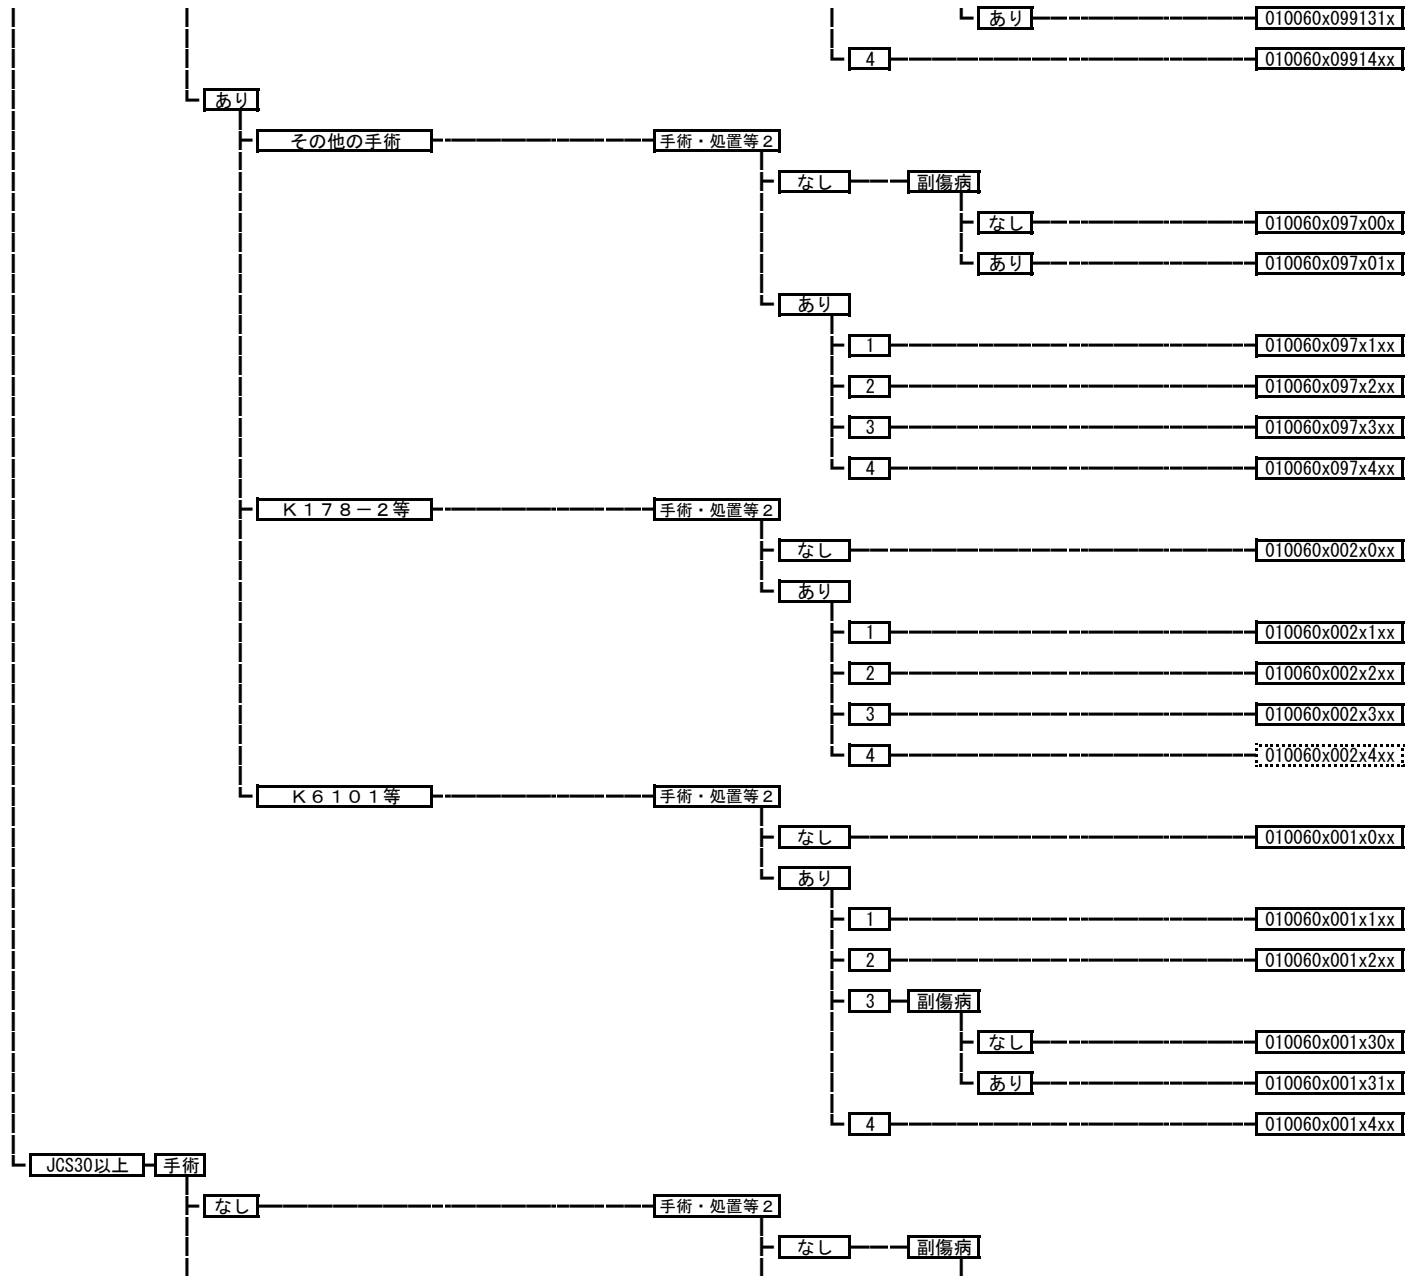 あり 010060x099131x
4 010060x09914xx
あり
その他の手術 手術・処置等2
なし 副傷病
なし 010060x097x00x
あり 010060x097x01x
あり
1 010060x097x1xx
2 010060x097x2xx
3 010060x097x3xx
4 010060x097x4xx
K178-2等 手術・処置等2
なし 010060x002x0xx
あり
1 010060x002x1xx
2 010060x002x2xx
3 010060x002x3xx
4 010060x002x4xx
K6101等 手術・処置等2
なし 010060x001x0xx
あり
1 010060x001x1xx
2 010060x001x2xx
3 副傷病
なし 010060x001x30x
あり 010060x001x31x
4 010060x001x4xx
JCS30以上 手術
なし 手術・処置等2
なし 副傷病